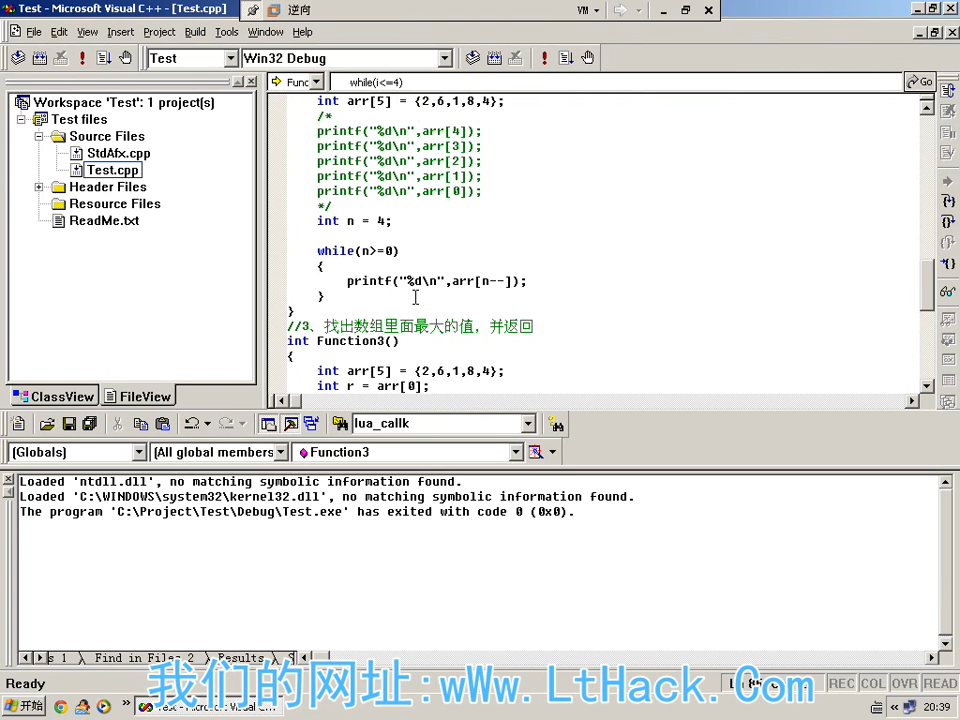 Test - Microsoft Visual C++ - [Test.cpp]
逆向
VM
File Edit View Insert Project Build Tools Window Help
Test
Win32 Debug
Func
while(i<=4)
Go
Workspace 'Test': 1 project(s)
Test files
Source Files
StdAfx.cpp
Test.cpp
Header Files
Resource Files
ReadMe.txt
ClassView
FileView
int arr[5] = {2,6,1,8,4};
/*
printf("%d\n",arr[4]);
printf("%d\n",arr[3]);
printf("%d\n",arr[2]);
printf("%d\n",arr[1]);
printf("%d\n",arr[0]);
*/
int n = 4;
while(n>=0)
{
printf("%d\n",arr[n--]);
}
}
//3、找出数组里面最大的值，并返回
int Function3()
{
int arr[5] = {2,6,1,8,4};
int r = arr[0];
lua_callk
(Globals)
(All global members
Function3
Loaded 'ntdll.dll', no matching symbolic information found.
Loaded 'C:\WINDOWS\system32\kernel32.dll', no matching symbolic information found.
The program 'C:\Project\Test\Debug\Test.exe' has exited with code 0 (0x0).
s 1
Find in Files 2
Results
Ready
REC COL OVR READ
我们的网址:wWw.LtHack.Com
开始
20:39